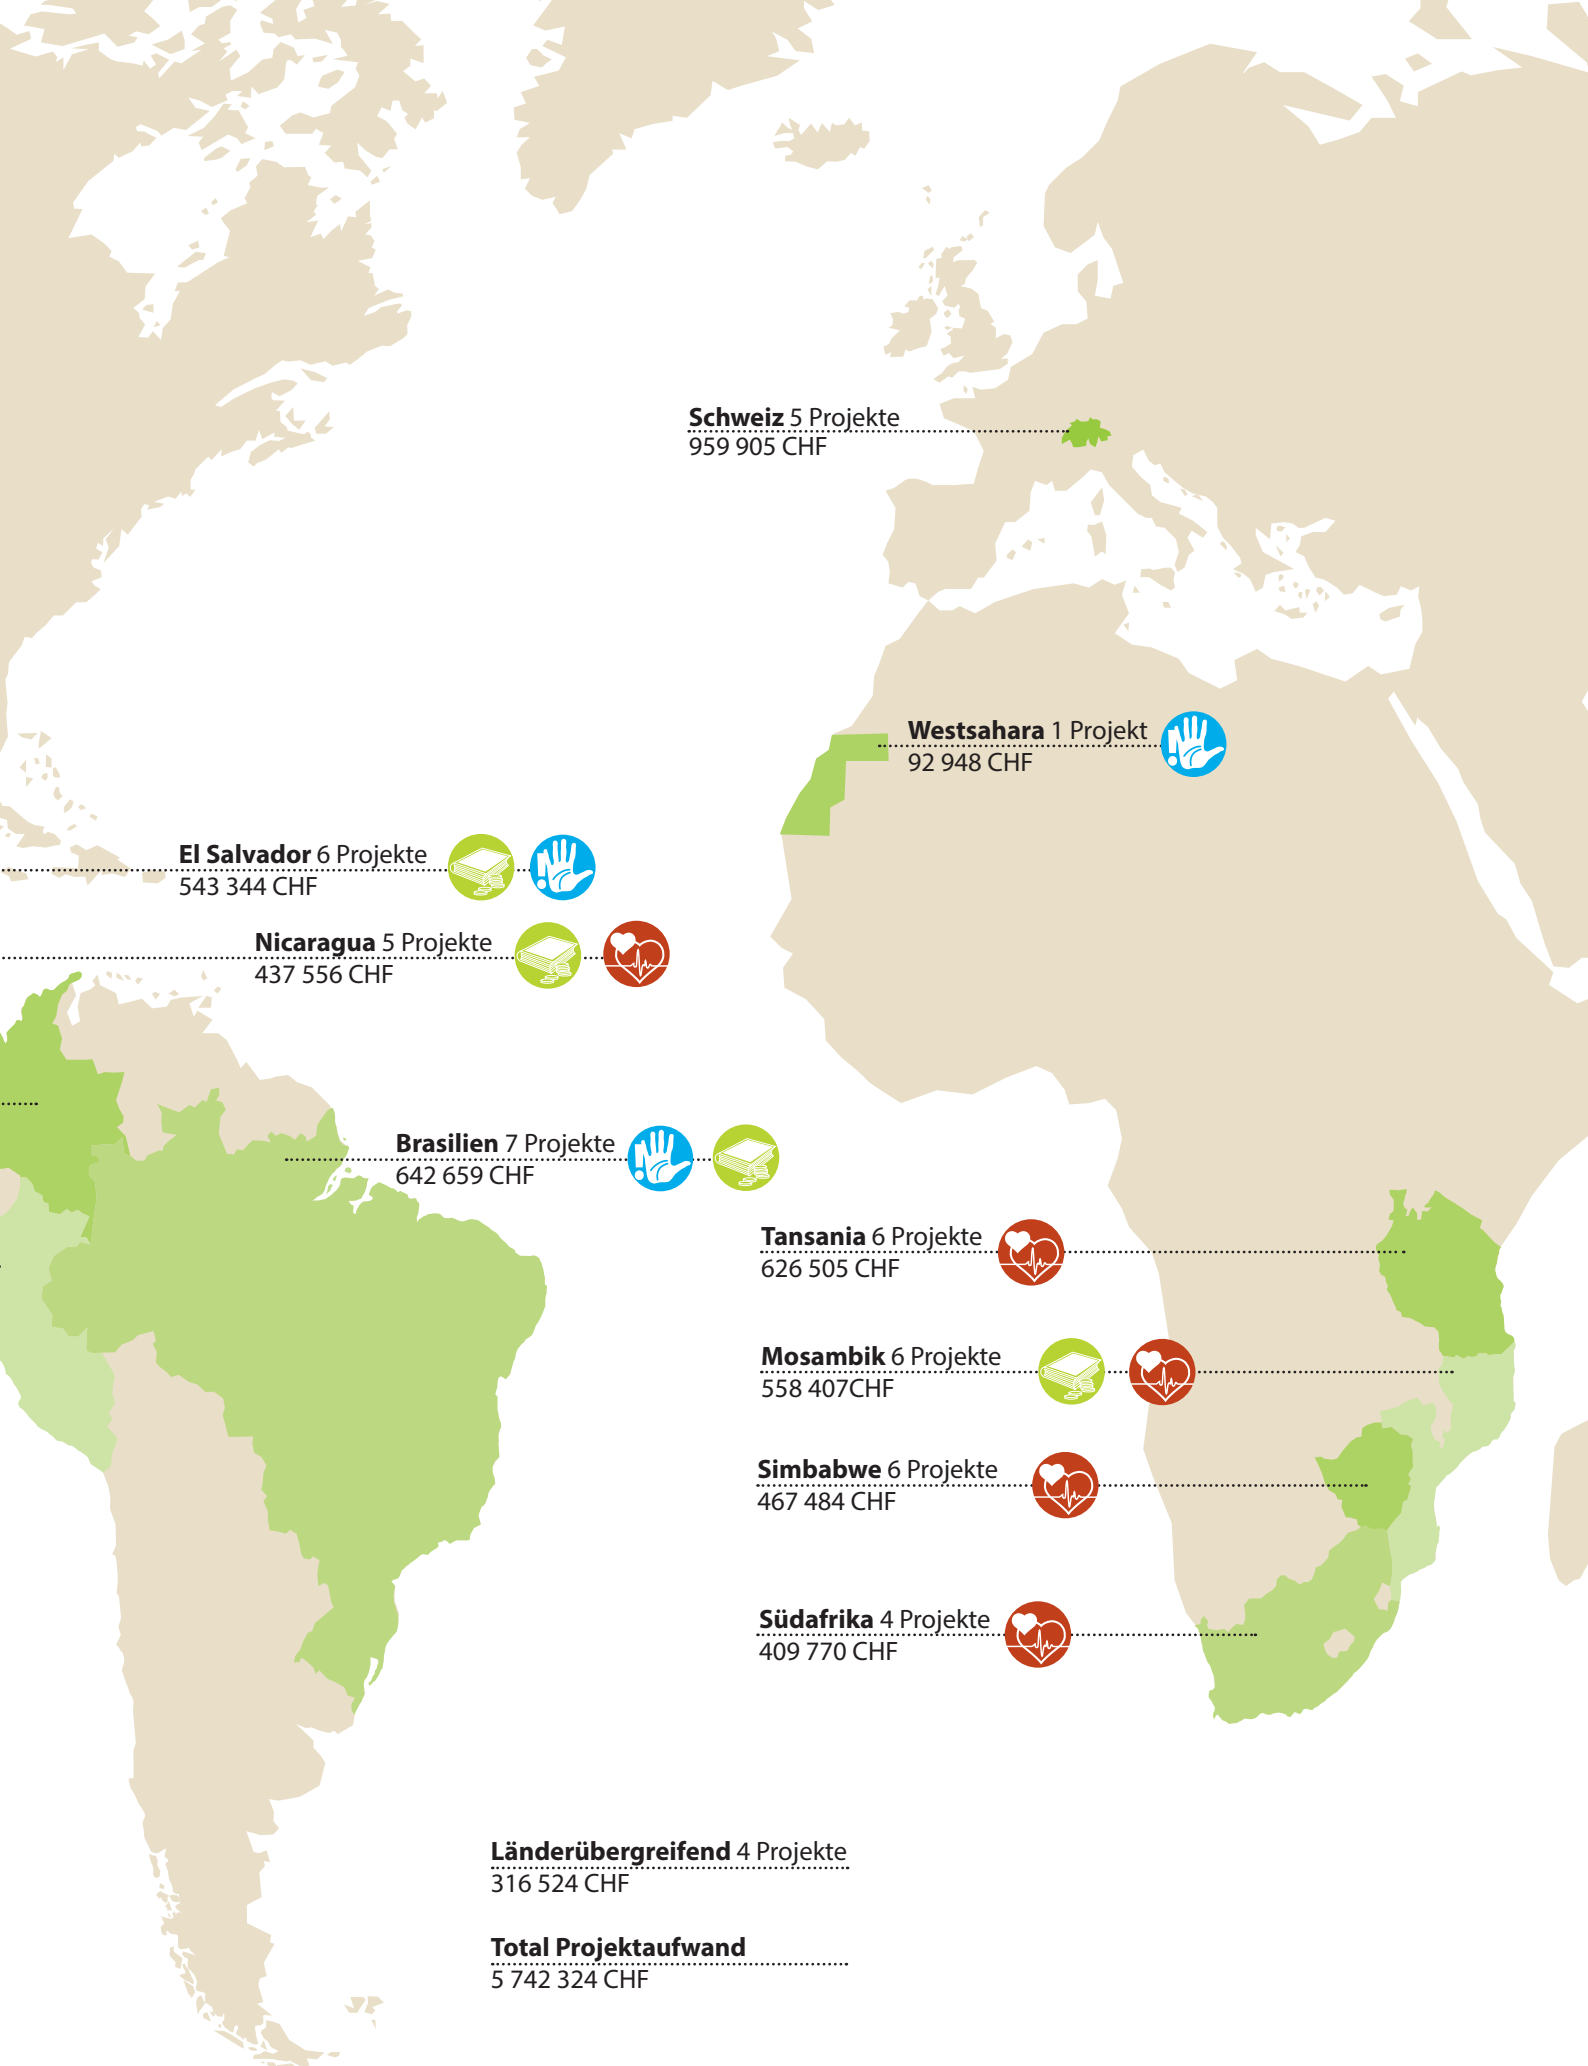 Schweiz 5 Projekte
959 905 CHF
Westsahara 1 Projekt
92 948 CHF
El Salvador 6 Projekte
543 344 CHF
Nicaragua 5 Projekte
437 556 CHF
Brasilien 7 Projekte
642 659 CHF
Tansania 6 Projekte
626 505 CHF
Mosambik 6 Projekte
558 407CHF
Simbabwe 6 Projekte
467 484 CHF
Südafrika 4 Projekte
409 770 CHF
Länderübergreifend 4 Projekte
316 524 CHF
Total Projektaufwand
5 742 324 CHF